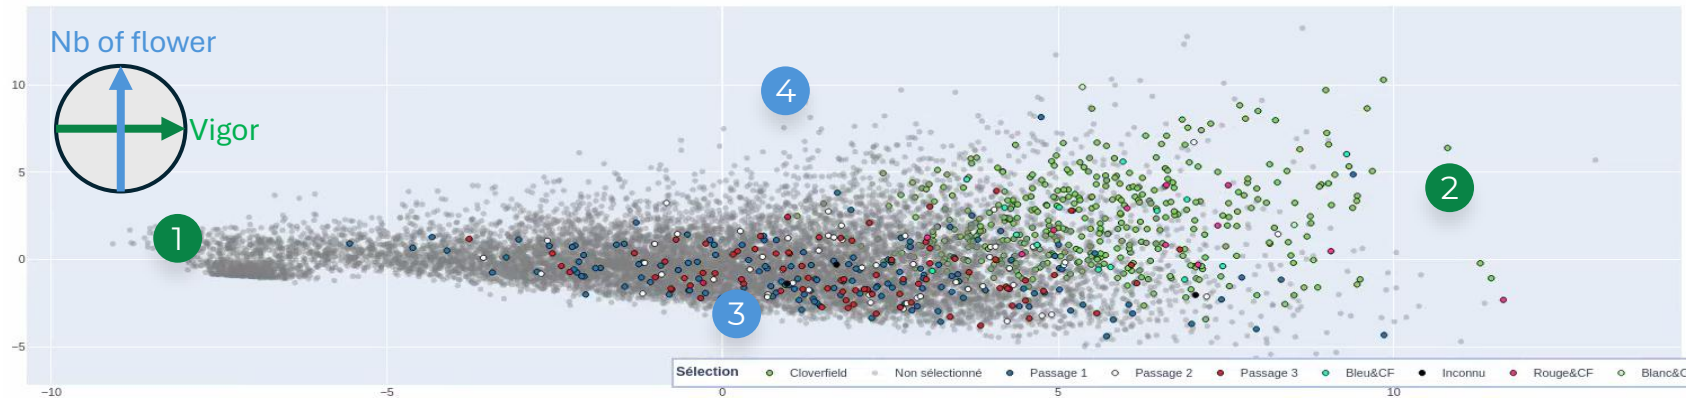 Nb of flower
Vigor
10
5
0
−5
1
2
3
4
−10
−5
0
5
10
Sélection
Cloverfield
Non sélectionné
Passage 1
Passage 2
Passage 3
Bleu&CF
Inconnu
Rouge&CF